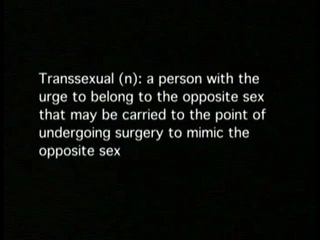 Transsexual (n): a person with the
urge to belong to the opposite sex
that may be carried to the point of
undergoing surgery to mimic the
opposite sex